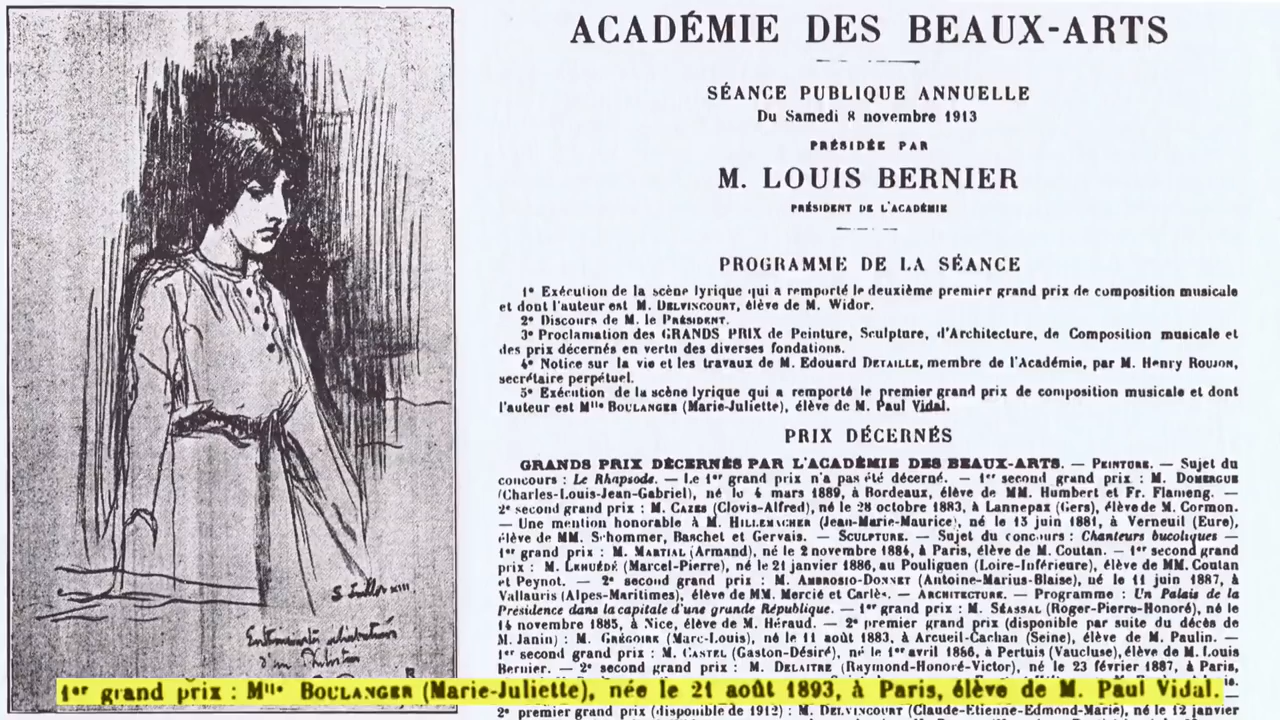 ACADÉMIE DES BEAUX-ARTS
SÉANCE PUBLIQUE ANNUELLE
Du Samedi 8 novembre 1913
PRÉSIDÉE PAR
M. LOUIS BERNIER
PRÉSIDENT DE L'ACADÉMIE
PROGRAMME DE LA SÉANCE
1° Exécution de la scène lyrique qui a remporté le deuxième premier grand prix de composition musicale
et dont l'auteur est M. DELVINCOURT, élève de M. Widor.
2° Discours de M. le PRÉSIDENT.
3° Proclamation des GRANDS PRIX de Peinture, Sculpture, d'Architecture, de Composition musicale et
des prix décernés en vertu des diverses fondations.
4° Notice sur la vie et les travaux de M. Edouard DETAILLE, membre de l'Académie, par M. Henry ROUJON,
secrétaire perpétuel.
5° Exécution de la scène lyrique qui a remporté le premier grand prix de composition musicale et dont
l'auteur est Mlle BOULANGER (Marie-Juliette), élève de M. Paul Vidal.
PRIX DÉCERNÉS
GRANDS PRIX DÉCERNÉS PAR L'ACADÉMIE DES BEAUX-ARTS. — PEINTURE. — Sujet du
concours : Le Rhapsode. — Le 1er grand prix n'a pas été décerné. — 1er second grand prix : M. DOMERGUE
(Charles-Louis-Jean-Gabriel), né le 4 mars 1889, à Bordeaux, élève de MM. Humbert et Fr. Flameng. —
2e second grand prix : M. CAZES (Clovis-Alfred), né le 28 octobre 1883, à Lannepax (Gers), élève de M. Cormon.
— Une mention honorable à M. HILLEMACHER (Jean-Marie-Maurice), né le 15 juin 1881, à Verneuil (Eure),
élève de MM. Schommer, Baschet et Gervais. — SCULPTURE. — Sujet du concours : Chanteurs bucoliques —
1er grand prix : M. MARTIAL (Armand), né le 2 novembre 1884, à Paris, élève de M. Coutan. — 1er second grand
prix : M. LEHUÉDÉ (Marcel-Pierre), né le 21 janvier 1886, au Pouliguen (Loire-Inférieure), élève de MM. Coutan
et Peynot. — 2e second grand prix : M. AMBROSIO-DONNET (Antoine-Marius-Blaise), né le 11 juin 1887, à
Vallauris (Alpes-Maritimes), élève de MM. Mercié et Carlès. — ARCHITECTURE. — Programme : Un Palais de la
Présidence dans la capitale d'une grande République. — 1er grand prix : M. SÉASSAL (Roger-Pierre-Honoré), né le
14 novembre 1885, à Nice, élève de M. Héraud. — 2e premier grand prix (disponible par suite du décès de
M. Janin) : M. GRÉGOIRE (Marc-Louis), né le 11 août 1883, à Arcueil-Cachan (Seine), élève de M. Paulin. —
1er second grand prix : M. CASTEL (Gaston-Désiré), né le 1er avril 1886, à Pertuis (Vaucluse), élève de M. Louis
Bernier. — 2e second grand prix : M. DELAITRE (Raymond-Honoré-Victor), né le 23 février 1887, à Paris,
1er grand prix : Mlle BOULANGER (Marie-Juliette), née le 21 août 1893, à Paris, élève de M. Paul Vidal.
2e premier grand prix (disponible de 1912) : M. DELVINCOURT (Claude-Etienne-Edmond-Marie), né le 12 janvier